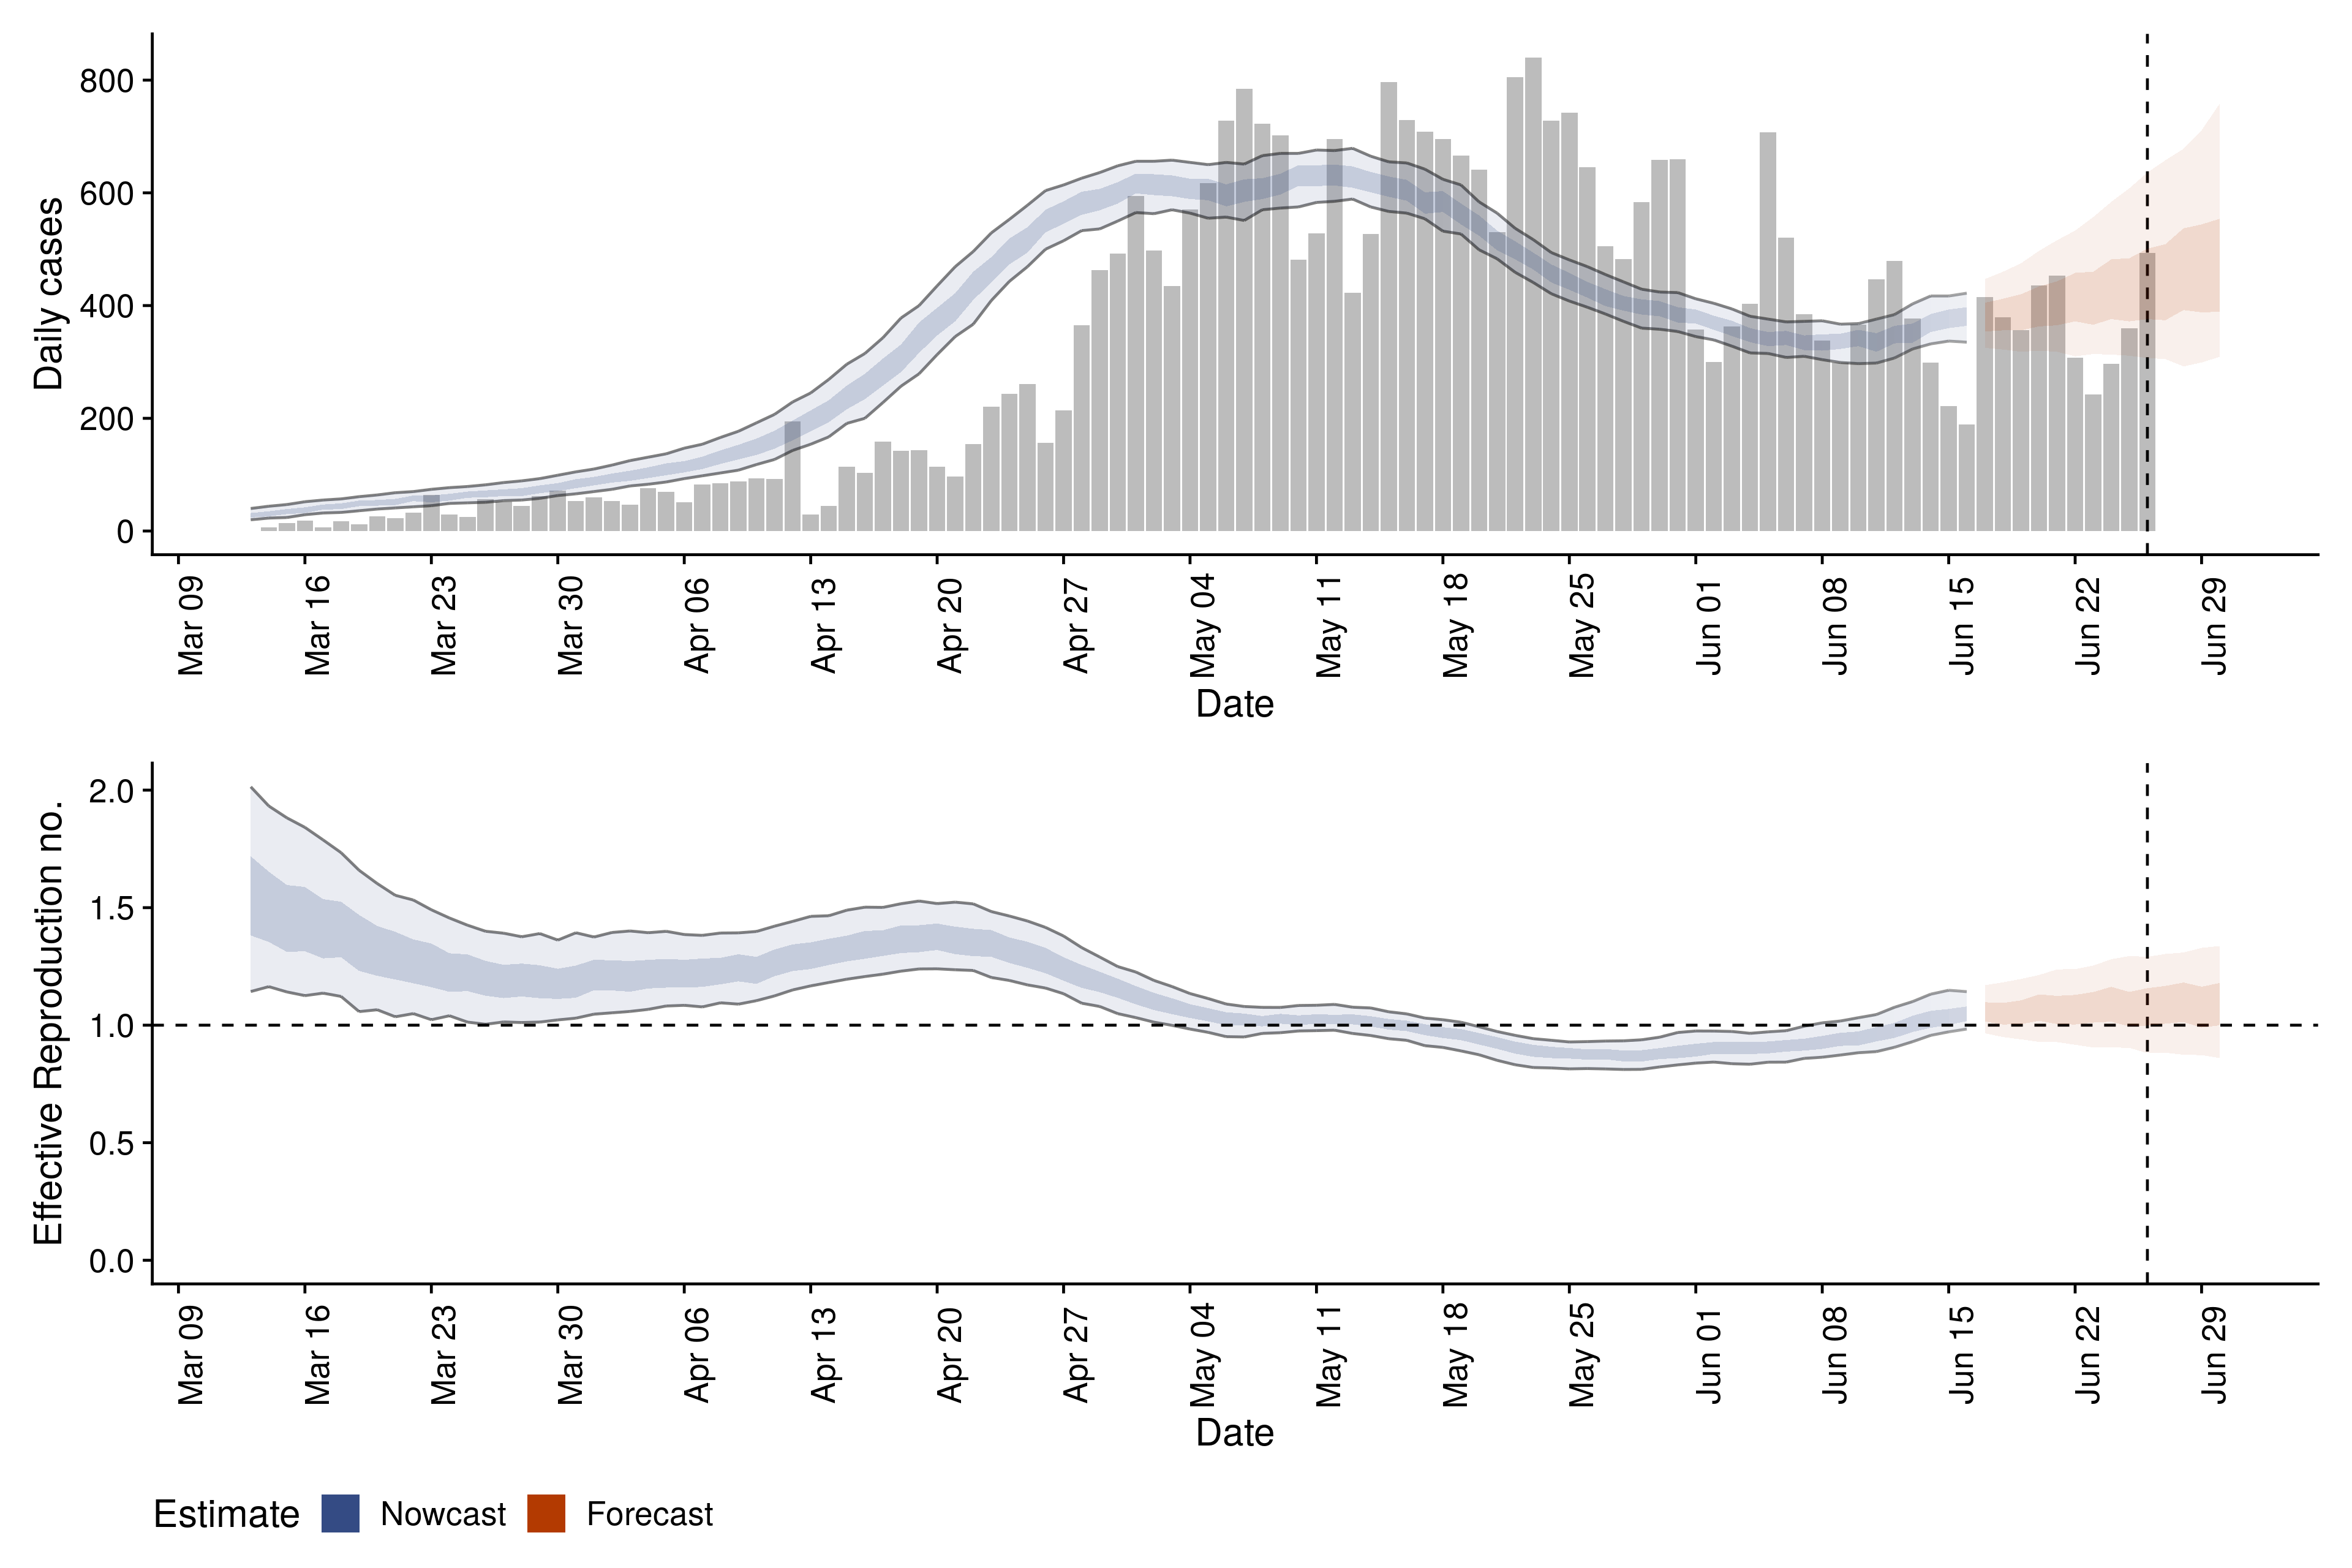 Daily cases
800
600
400
200
0
Mar 09 Mar 16 Mar 23 Mar 30 Apr 06 Apr 13 Apr 20 Apr 27 May 04 May 11 May 18 May 25 Jun 01 Jun 08 Jun 15 Jun 22 Jun 29
Date
Effective Reproduction no.
2.0
1.5
1.0
0.5
0.0
Mar 09 Mar 16 Mar 23 Mar 30 Apr 06 Apr 13 Apr 20 Apr 27 May 04 May 11 May 18 May 25 Jun 01 Jun 08 Jun 15 Jun 22 Jun 29
Date
Estimate Nowcast Forecast